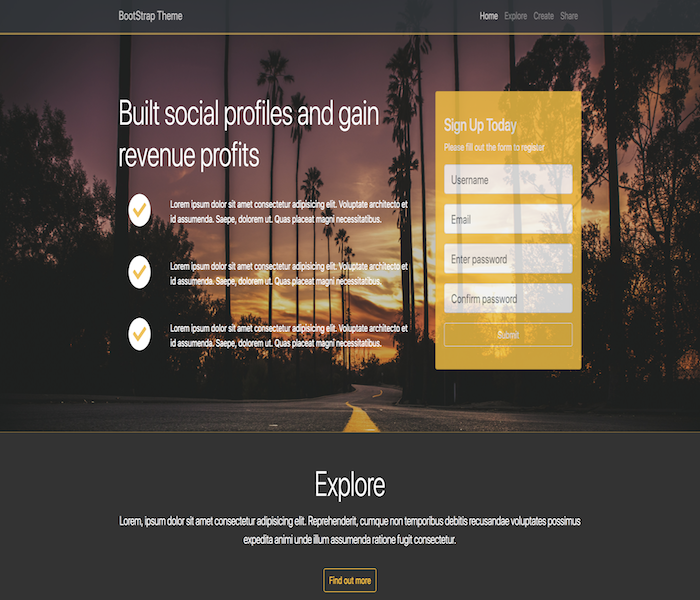 BootStrap Theme
Home Explore Create Share
Built social profiles and gain
revenue profits
Lorem ipsum dolor sit amet consectetur adipisicing elit. Voluptate architecto et
id assumenda. Saepe, dolorem ut. Quas placeat magni necessitatibus.
Lorem ipsum dolor sit amet consectetur adipisicing elit. Voluptate architecto et
id assumenda. Saepe, dolorem ut. Quas placeat magni necessitatibus.
Lorem ipsum dolor sit amet consectetur adipisicing elit. Voluptate architecto et
id assumenda. Saepe, dolorem ut. Quas placeat magni necessitatibus.
Sign Up Today
Please fill out the form to register
Username
Email
Enter password
Confirm password
Submit
Explore
Lorem, ipsum dolor sit amet consectetur adipisicing elit. Reprehenderit, cumque non temporibus debitis recusandae voluptates possimus
expedita animi unde illum assumenda ratione fugit consectetur.
Find out more